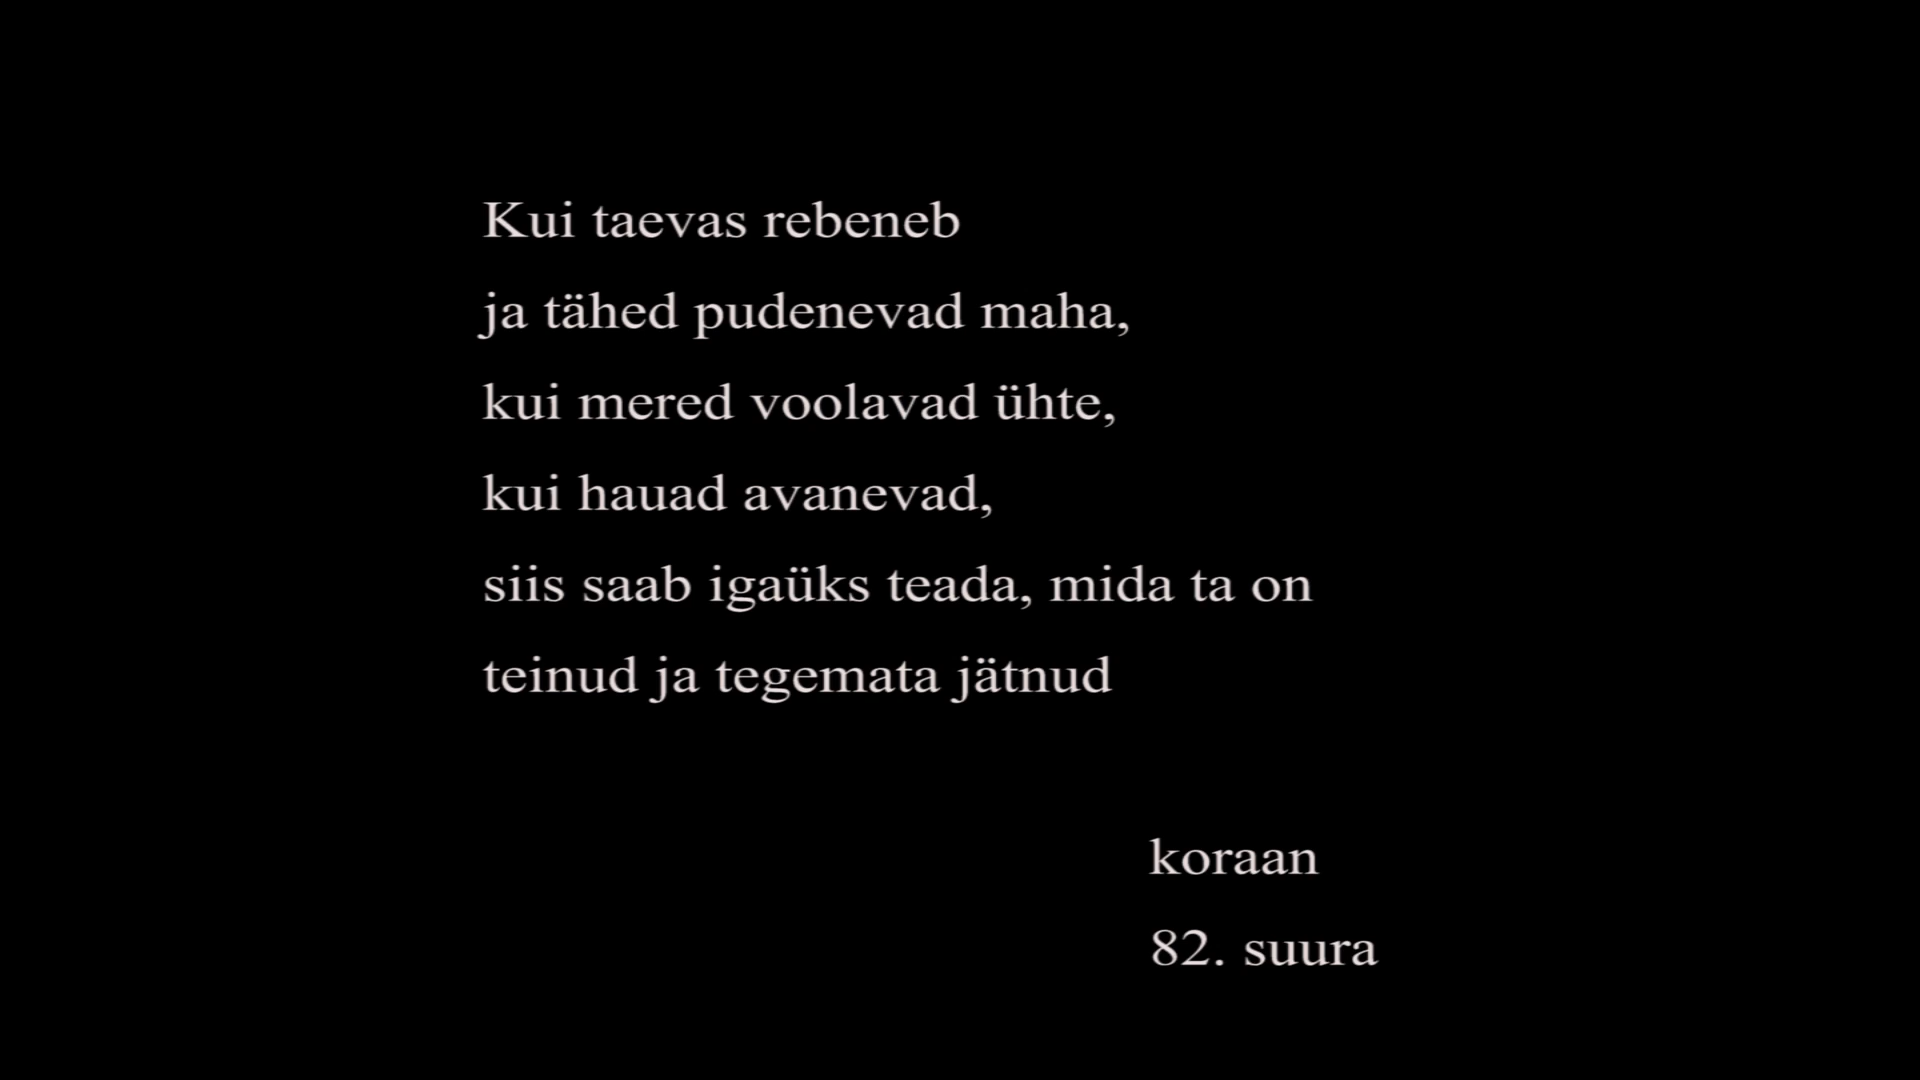 Kui taevas rebeneb
ja tähed pudenevad maha,
kui mered voolavad ühte,
kui hauad avanevad,
siis saab igaüks teada, mida ta on
teinud ja tegemata jätnud
koraan
82. suura